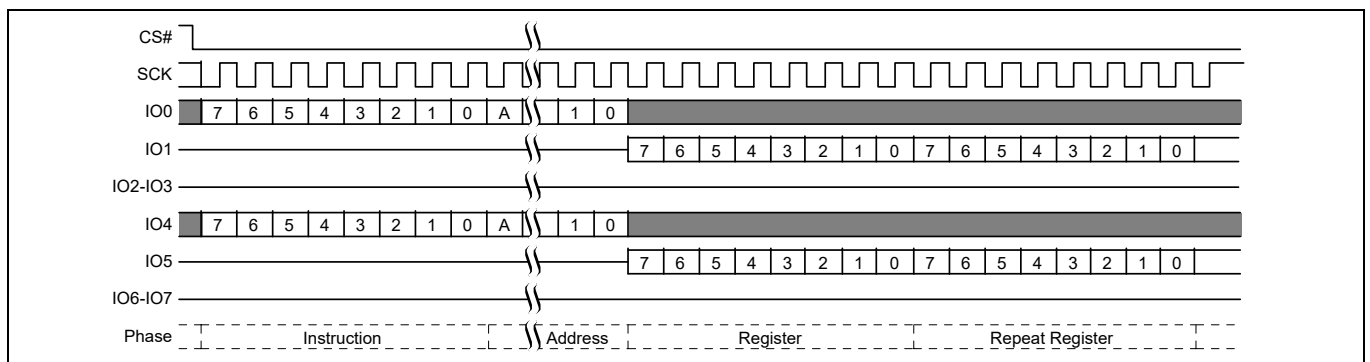 CS#
SCK
IO0 7 6 5 4 3 2 1 0 A 1 0
IO1 7 6 5 4 3 2 1 0 7 6 5 4 3 2 1 0
IO2-IO3
IO4 7 6 5 4 3 2 1 0 A 1 0
IO5 7 6 5 4 3 2 1 0 7 6 5 4 3 2 1 0
IO6-IO7
Phase Instruction Address Register Repeat Register